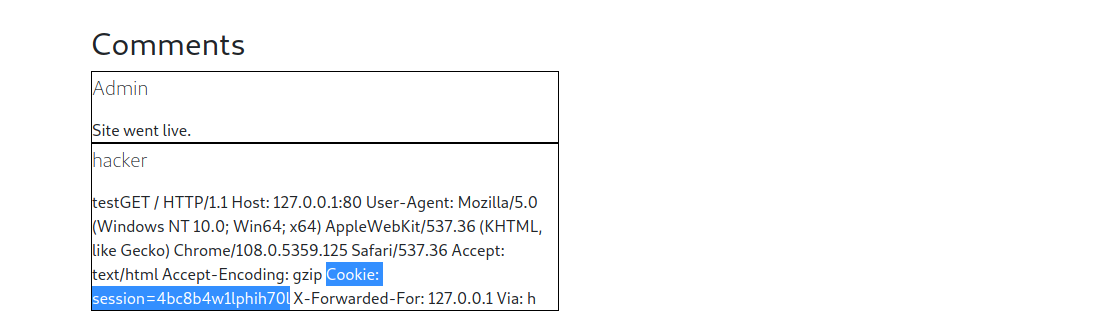 Comments
Admin
Site went live.
hacker
testGET / HTTP/1.1 Host: 127.0.0.1:80 User-Agent: Mozilla/5.0
(Windows NT 10.0; Win64; x64) AppleWebKit/537.36 (KHTML,
like Gecko) Chrome/108.0.5359.125 Safari/537.36 Accept:
text/html Accept-Encoding: gzip Cookie:
session=4bc8b4w1lphih70l X-Forwarded-For: 127.0.0.1 Via: h